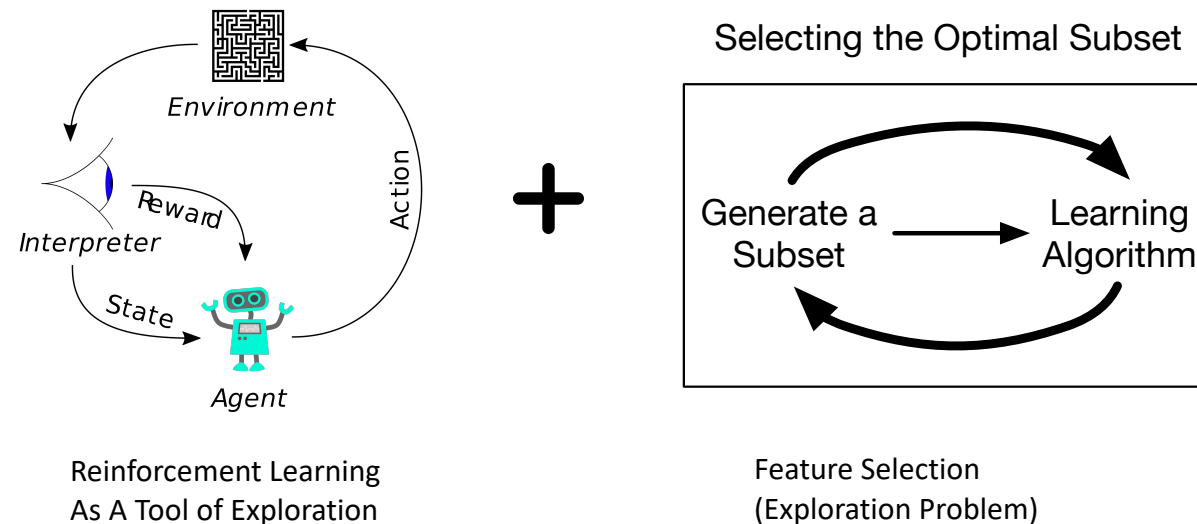 Environment
Interpreter
Reward
State
Action
Agent
Reinforcement Learning
As A Tool of Exploration
Selecting the Optimal Subset
Generate a
Subset
Learning
Algorithm
Feature Selection
(Exploration Problem)